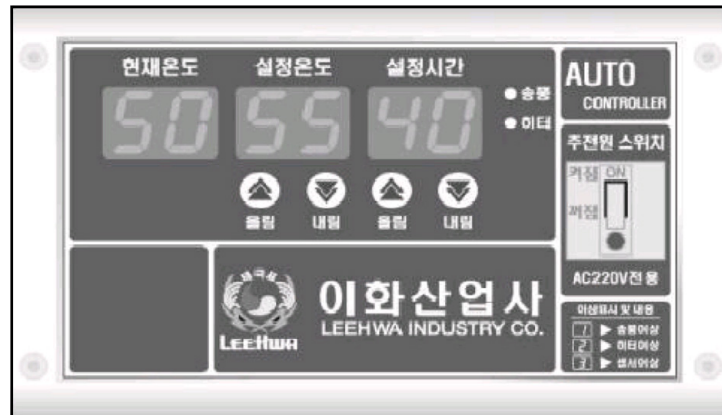 현재온도 설정온도 설정시간
50 55 40
송풍
히터
올림 내림 올림 내림
AUTO
CONTROLLER
주전원 스위치
켜짐 ON
꺼짐
AC220V전용
태극성
LEEHWA
이화산업사
LEEHWA INDUSTRY CO.
이상표시 및 내용
1 ▶ 송풍이상
2 ▶ 히터이상
3 ▶ 센서이상